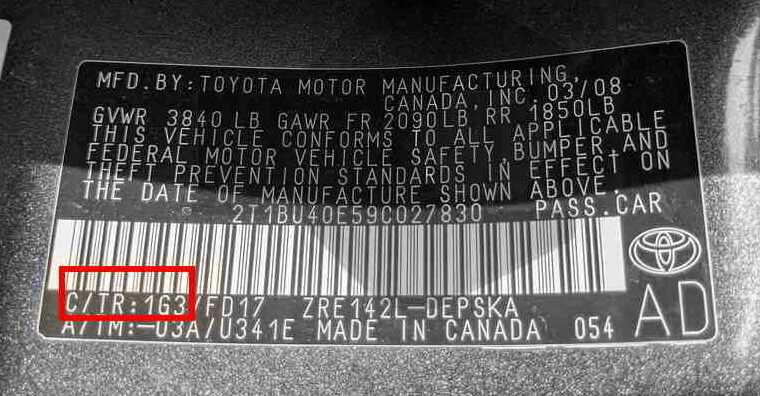 MFD.BY:TOYOTA MOTOR MANUFACTURING,
CANADA,INC. 03/08
GVWR 3840 LB GAWR FR 2090LB RR 1850LB
THIS VEHICLE CONFORMS TO ALL APPLICABLE
FEDERAL MOTOR VEHICLE SAFETY,BUMPER,AND
THEFT PREVENTION STANDARDS IN EFFECT ON
THE DATE OF MANUFACTURE SHOWN ABOVE.
2T1BU40E59C027830 PASS.CAR
C/TR:1G3/FD17 ZRE142L-DEPSKA
A/TM:-03A/U341E MADE IN CANADA 054
AD